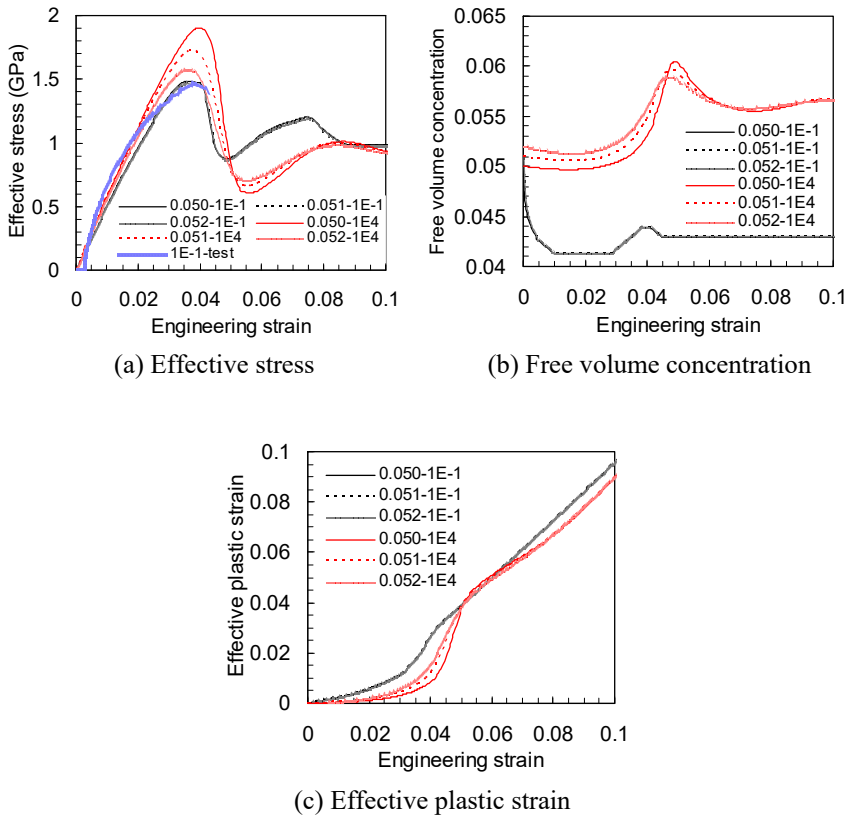 2
1.5
1
0.5
0
Effective stress (GPa)
0.050-1E-1 0.051-1E-1
0.052-1E-1 0.050-1E4
0.051-1E4 0.052-1E4
1E-1-test
0 0.02 0.04 0.06 0.08 0.1
Engineering strain
(a) Effective stress
0.065
0.06
0.055
0.05
0.045
0.04
Free volume concentration
0.050-1E-1
0.051-1E-1
0.052-1E-1
0.050-1E4
0.051-1E4
0.052-1E4
0 0.02 0.04 0.06 0.08 0.1
Engineering strain
(b) Free volume concentration
0.1
0.08
0.06
0.04
0.02
0
Effective plastic strain
0.050-1E-1
0.051-1E-1
0.052-1E-1
0.050-1E4
0.051-1E4
0.052-1E4
0 0.02 0.04 0.06 0.08 0.1
Engineering strain
(c) Effective plastic strain